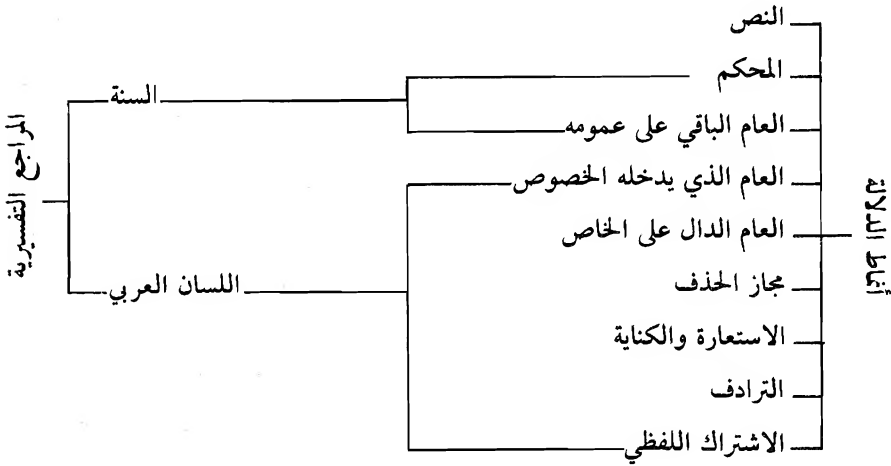 أنماط الدلالة
النص
المحكم
العام الباقي على عمومه
العام الذي يدخله الخصوص
العام الدال على الخاص
مجاز الحذف
الاستعارة والكناية
الترادف
الاشتراك اللفظي
السنة
اللسان العربي
المراجع التفسيرية